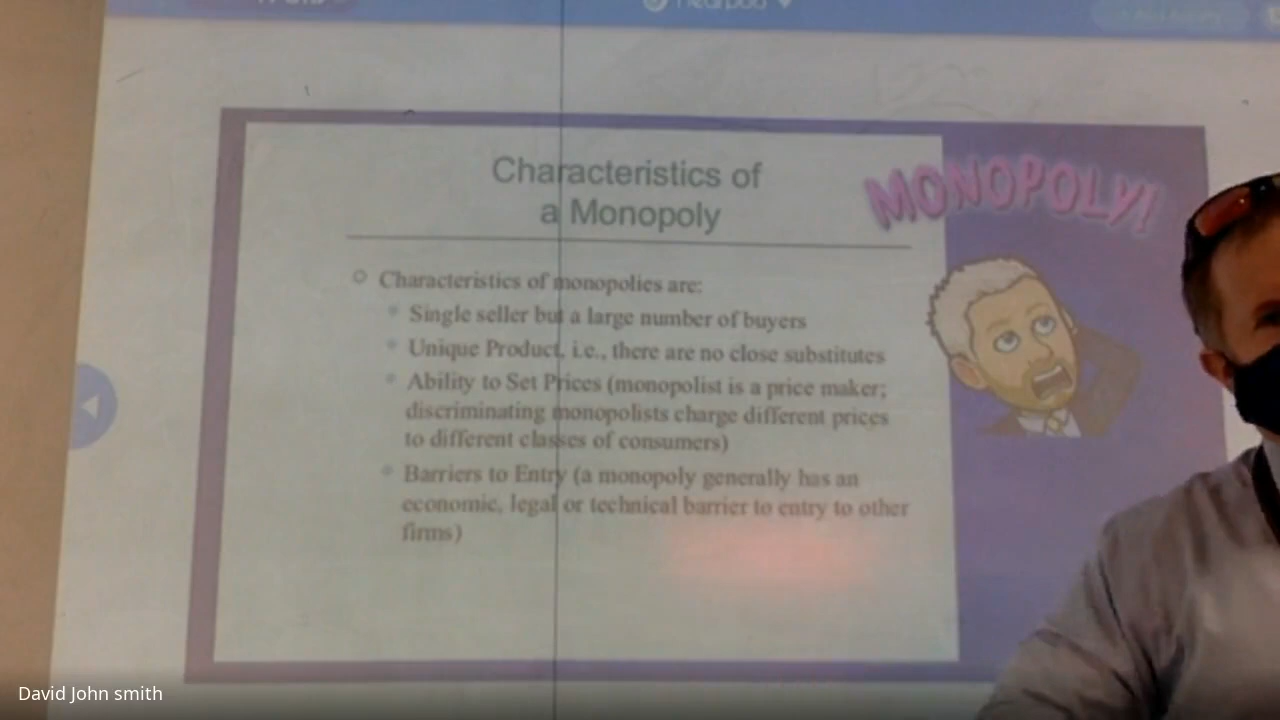 nearpod
Characteristics of
a Monopoly
MONOPOLY!
Characteristics of monopolies are:
Single seller but a large number of buyers
Unique Product, i.e., there are no close substitutes
Ability to Set Prices (monopolist is a price maker;
discriminating monopolists charge different prices
to different classes of consumers)
Barriers to Entry (a monopoly generally has an
economic, legal or technical barrier to entry to other
firms)
David John smith